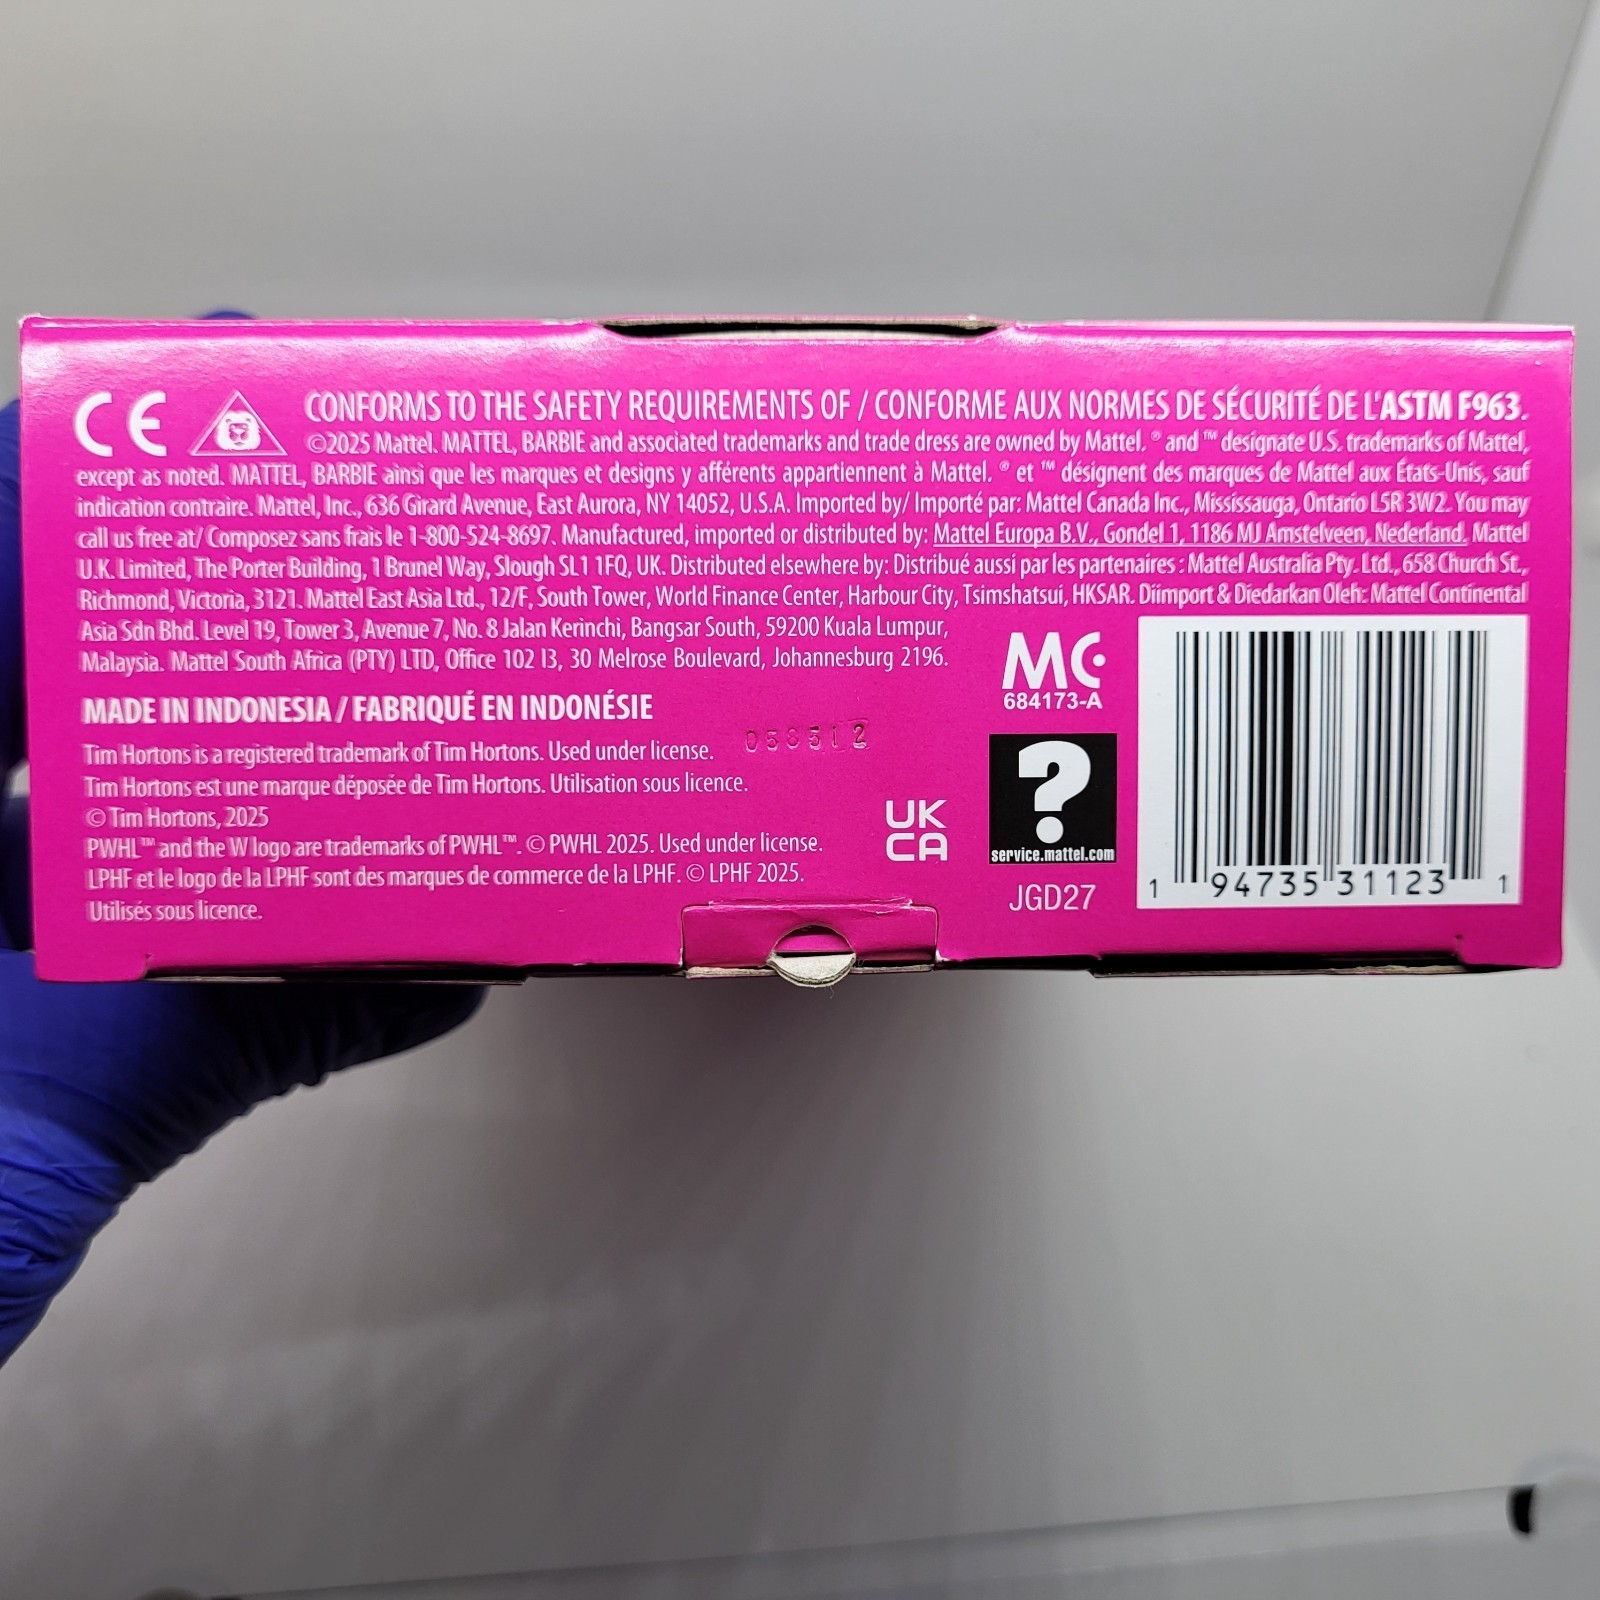 CE CONFORMS TO THE SAFETY REQUIREMENTS OF / CONFORME AUX NORMES DE SÉCURITÉ DE L'ASTM F963.
©2025 Mattel. MATTEL, BARBIE and associated trademarks and trade dress are owned by Mattel. ® and ™ designate U.S. trademarks of Mattel,
except as noted. MATTEL, BARBIE ainsi que les marques et designs y afférents appartiennent à Mattel. ® et ™ désignent des marques de Mattel aux États-Unis, sauf
indication contraire. Mattel, Inc., 636 Girard Avenue, East Aurora, NY 14052, U.S.A. Imported by/ Importé par: Mattel Canada Inc., Mississauga, Ontario L5R 3W2. You may
call us free at/ Composez sans frais le 1-800-524-8697. Manufactured, imported or distributed by: Mattel Europa B.V., Gondel 1, 1186 MJ Amstelveen, Nederland. Mattel
U.K. Limited, The Porter Building, 1 Brunel Way, Slough SL1 1FQ, UK. Distributed elsewhere by: Distribué aussi par les partenaires : Mattel Australia Pty. Ltd., 658 Church St.,
Richmond, Victoria, 3121. Mattel East Asia Ltd., 12/F, South Tower, World Finance Center, Harbour City, Tsimshatsui, HKSAR. Diimport & Diedarkan Oleh: Mattel Continental
Asia Sdn Bhd. Level 19, Tower 3, Avenue 7, No. 8 Jalan Kerinchi, Bangsar South, 59200 Kuala Lumpur,
Malaysia. Mattel South Africa (PTY) LTD, Office 102 I3, 30 Melrose Boulevard, Johannesburg 2196.
MADE IN INDONESIA / FABRIQUÉ EN INDONÉSIE
Tim Hortons is a registered trademark of Tim Hortons. Used under license.
Tim Hortons est une marque déposée de Tim Hortons. Utilisation sous licence.
© Tim Hortons, 2025
PWHL™ and the W logo are trademarks of PWHL™. © PWHL 2025. Used under license.
LPHF et le logo de la LPHF sont des marques de commerce de la LPHF. © LPHF 2025.
Utilisés sous licence.
UK
CA
MC
684173-A
?
service.mattel.com
JGD27
1 94735 31123 1